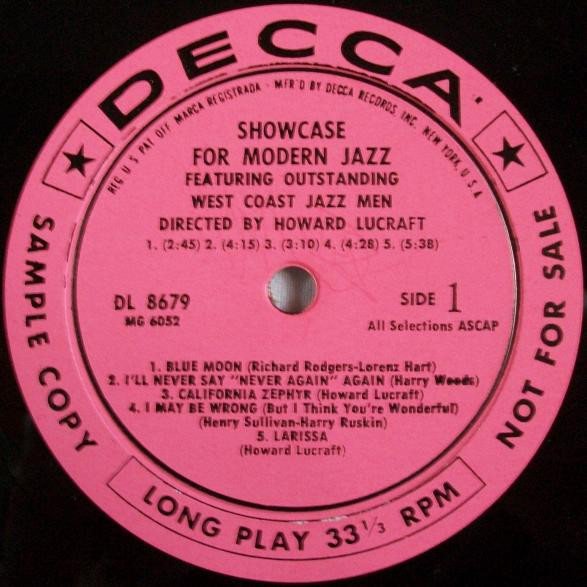 DECCA
REG U S PAT OFF. MARCA REGISTRADA · MFR'D BY DECCA RECORDS, INC. NEW YORK, U.S.A
SHOWCASE
FOR MODERN JAZZ
FEATURING OUTSTANDING
WEST COAST JAZZ MEN
DIRECTED BY HOWARD LUCRAFT
1. (2:45) 2. (4:15) 3. (3:10) 4. (4:28) 5. (5:38)
SAMPLE COPY
NOT FOR SALE
DL 8679
MG 6052
SIDE 1
All Selections ASCAP
1. BLUE MOON (Richard Rodgers-Lorenz Hart)
2. I'LL NEVER SAY "NEVER AGAIN" AGAIN (Harry Woods)
3. CALIFORNIA ZEPHYR (Howard Lucraft)
4. I MAY BE WRONG (But I Think You're Wonderful)
(Henry Sullivan-Harry Ruskin)
5. LARISSA
(Howard Lucraft)
LONG PLAY 33 1/3 RPM